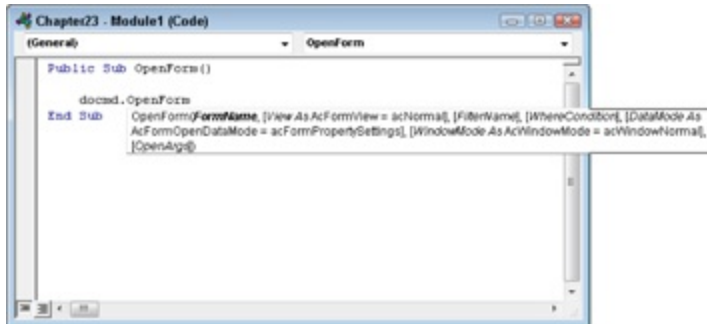 Chapter23 - Module1 (Code)
(General) OpenForm
Public Sub OpenForm()
docmd.OpenForm
End Sub
OpenForm(FormName, [View As AcFormView = acNormal], [FilterName], [WhereCondition], [DataMode As
AcFormOpenDataMode = acFormPropertySettings], [WindowMode As AcWindowMode = acWindowNormal],
[OpenArgs])